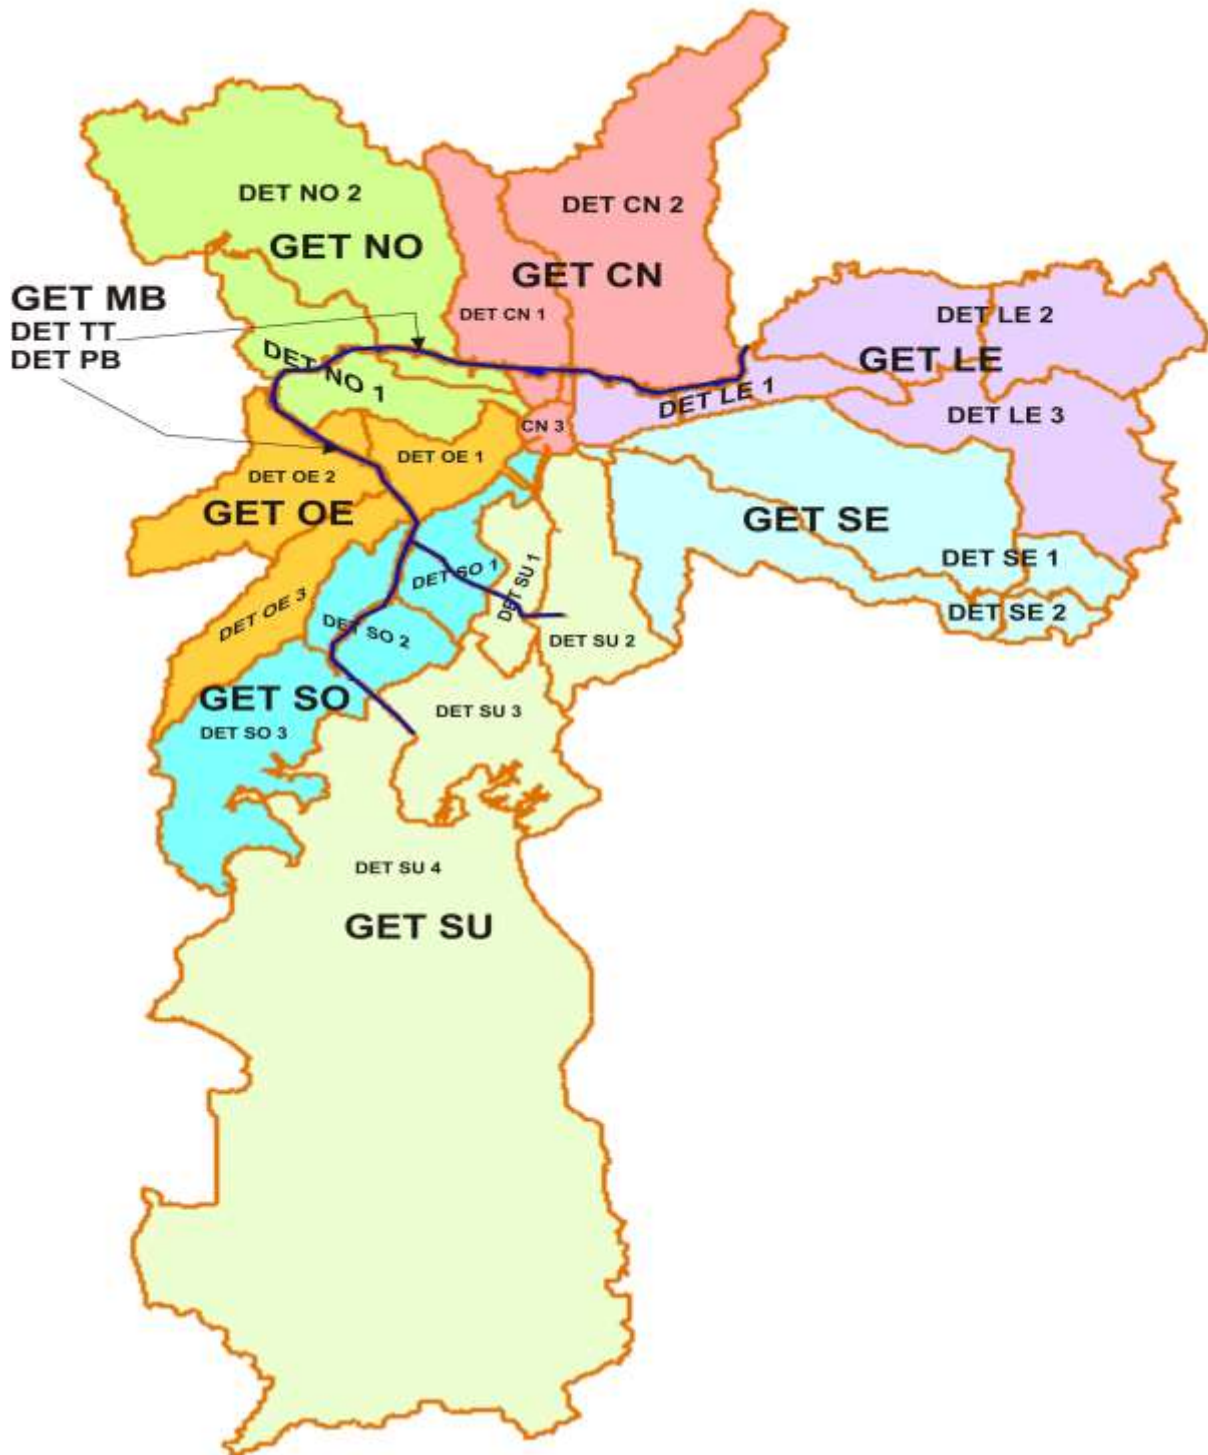 DET NO 2
DET CN 2
GET NO
GET CN
GET MB
DET TT
DET PB
DET CN 1
DET LE 2
GET LE
DET NO 1
DET LE 1
DET LE 3
CN 3
DET OE 1
DET OE 2
GET OE
GET SE
DET SE 1
DET SO 1
DET SU 1
DET OE 3
DET SO 2
DET SU 2
DET SE 2
GET SO
DET SU 3
DET SO 3
DET SU 4
GET SU